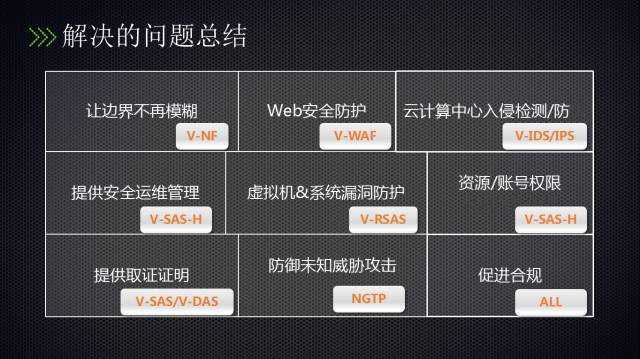 解决的问题总结
让边界不再模糊
V-NF
Web安全防护
V-WAF
云计算中心入侵检测/防
V-IDS/IPS
提供安全运维管理
V-SAS-H
虚拟机&系统漏洞防护
V-RSAS
资源/账号权限
V-SAS-H
提供取证证明
V-SAS/V-DAS
防御未知威胁攻击
NGTP
促进合规
ALL